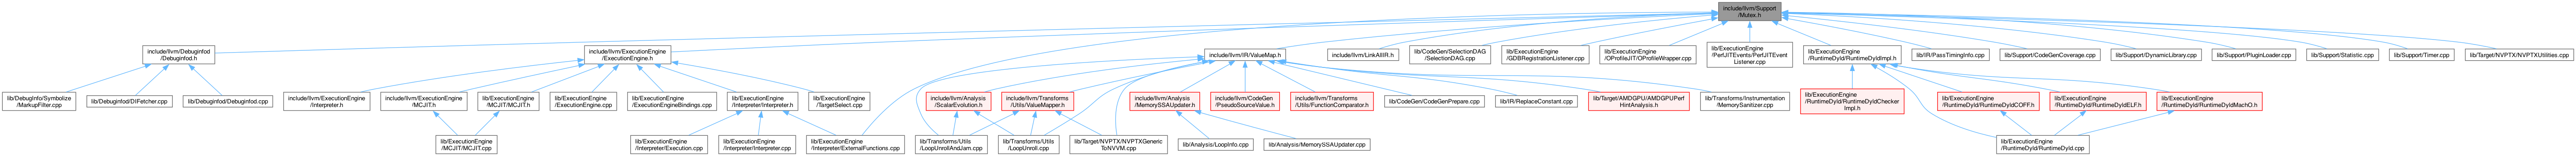 include/llvm/Support
/Mutex.h
include/llvm/Debuginfod
/Debuginfod.h
include/llvm/ExecutionEngine
/ExecutionEngine.h
include/llvm/IR/ValueMap.h
include/llvm/LinkAllIR.h
lib/CodeGen/SelectionDAG
/SelectionDAG.cpp
lib/ExecutionEngine
/GDBRegistrationListener.cpp
lib/ExecutionEngine
/OProfileJIT/OProfileWrapper.cpp
lib/ExecutionEngine
/PerfJITEvents/PerfJITEvent
Listener.cpp
lib/ExecutionEngine
/RuntimeDyld/RuntimeDyldImpl.h
lib/IR/PassTimingInfo.cpp
lib/Support/CodeGenCoverage.cpp
lib/Support/DynamicLibrary.cpp
lib/Support/PluginLoader.cpp
lib/Support/Statistic.cpp
lib/Support/Timer.cpp
lib/Target/NVPTX/NVPTXUtilities.cpp
lib/DebugInfo/Symbolize
/MarkupFilter.cpp
lib/Debuginfod/DIFetcher.cpp
lib/Debuginfod/Debuginfod.cpp
include/llvm/ExecutionEngine
/Interpreter.h
include/llvm/ExecutionEngine
/MCJIT.h
lib/ExecutionEngine
/MCJIT/MCJIT.h
lib/ExecutionEngine
/ExecutionEngine.cpp
lib/ExecutionEngine
/ExecutionEngineBindings.cpp
lib/ExecutionEngine
/Interpreter/Interpreter.h
lib/ExecutionEngine
/TargetSelect.cpp
include/llvm/Analysis
/ScalarEvolution.h
include/llvm/Transforms
/Utils/ValueMapper.h
include/llvm/Analysis
/MemorySSAUpdater.h
include/llvm/CodeGen
/PseudoSourceValue.h
include/llvm/Transforms
/Utils/FunctionComparator.h
lib/CodeGen/CodeGenPrepare.cpp
lib/IR/ReplaceConstant.cpp
lib/Target/AMDGPU/AMDGPUPerf
HintAnalysis.h
lib/Transforms/Instrumentation
/MemorySanitizer.cpp
lib/ExecutionEngine
/RuntimeDyld/RuntimeDyldChecker
Impl.h
lib/ExecutionEngine
/RuntimeDyld/RuntimeDyldCOFF.h
lib/ExecutionEngine
/RuntimeDyld/RuntimeDyldELF.h
lib/ExecutionEngine
/RuntimeDyld/RuntimeDyldMachO.h
lib/ExecutionEngine
/MCJIT/MCJIT.cpp
lib/ExecutionEngine
/Interpreter/Execution.cpp
lib/ExecutionEngine
/Interpreter/Interpreter.cpp
lib/ExecutionEngine
/Interpreter/ExternalFunctions.cpp
lib/Transforms/Utils
/LoopUnrollAndJam.cpp
lib/Transforms/Utils
/LoopUnroll.cpp
lib/Target/NVPTX/NVPTXGeneric
ToNVVM.cpp
lib/Analysis/LoopInfo.cpp
lib/Analysis/MemorySSAUpdater.cpp
lib/ExecutionEngine
/RuntimeDyld/RuntimeDyld.cpp